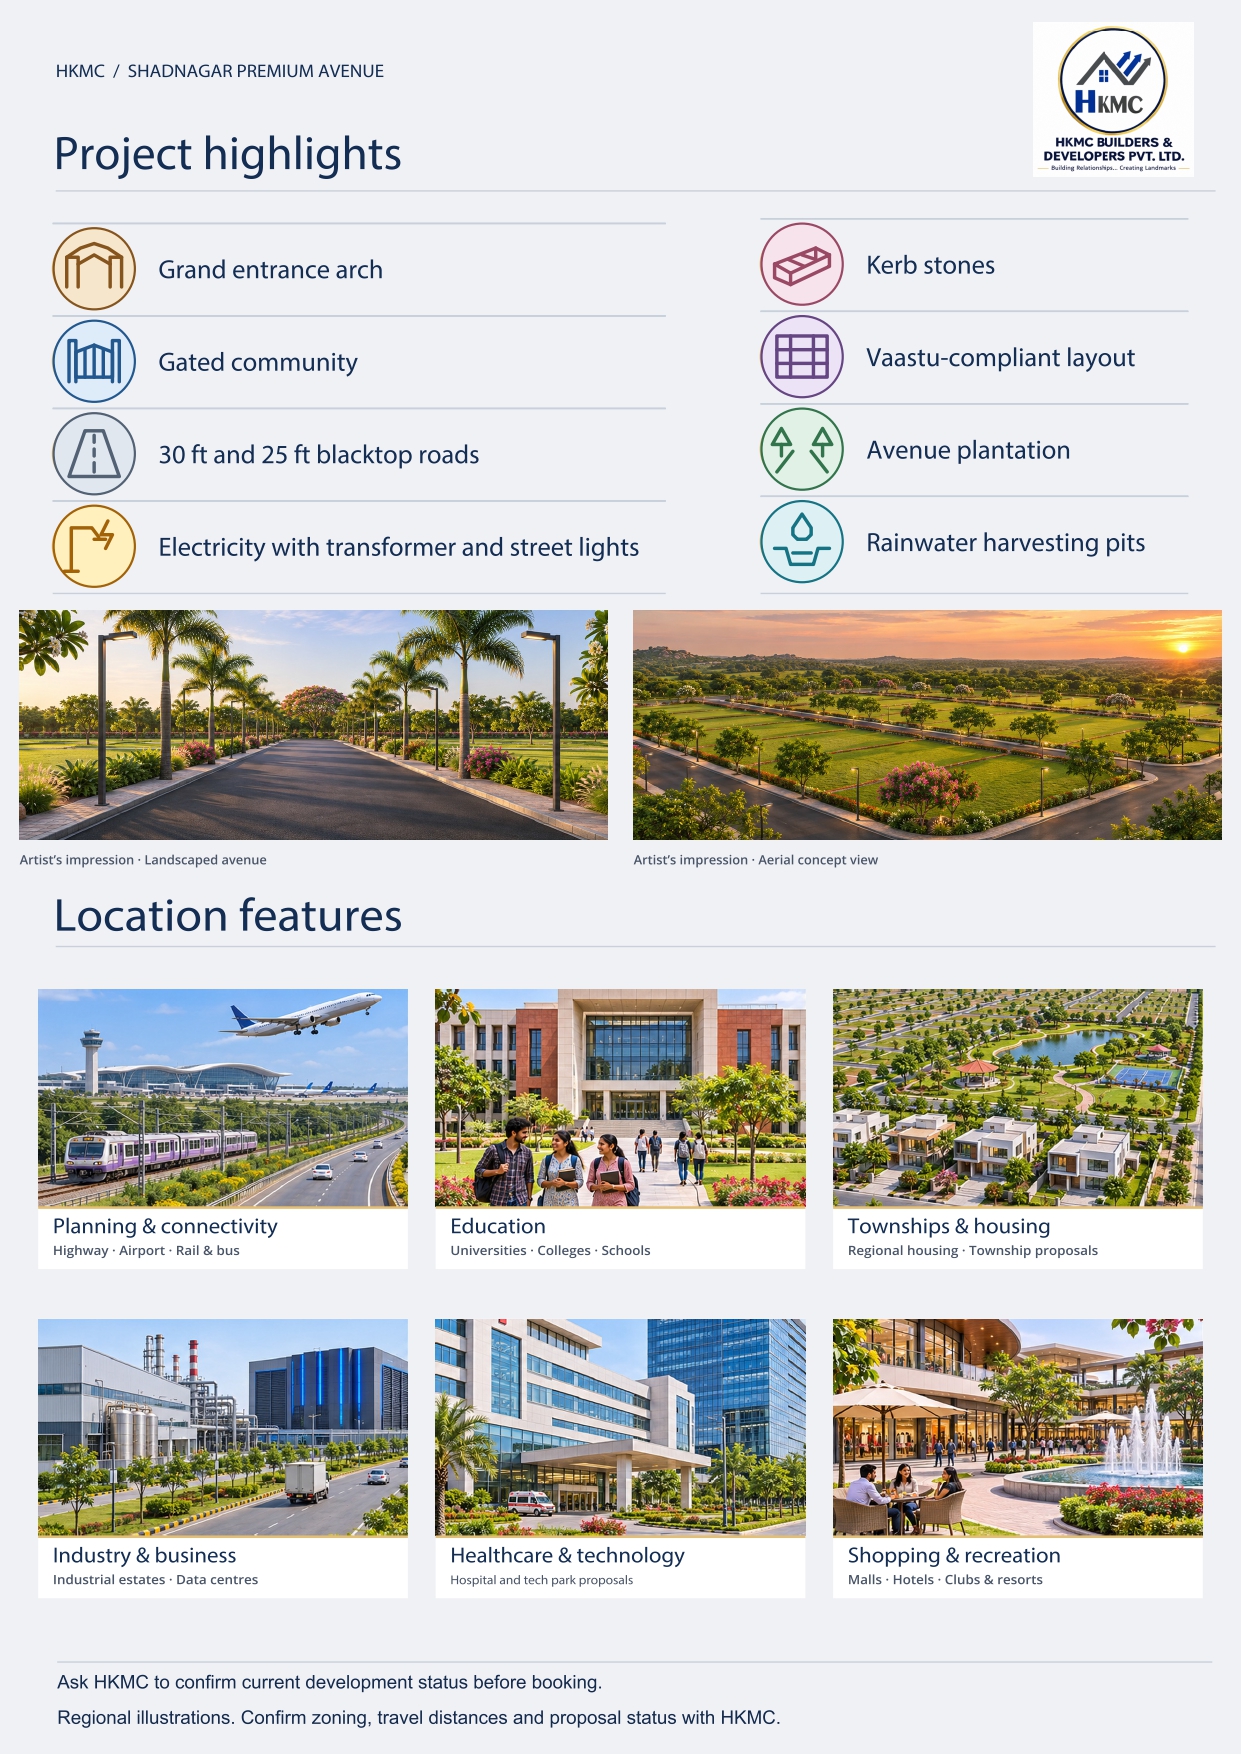 HKMC / SHADNAGAR PREMIUM AVENUE
HKMC
HKMC BUILDERS &
DEVELOPERS PVT. LTD.
Building Relationships... Creating Landmarks
Project highlights
Grand entrance arch
Gated community
30 ft and 25 ft blacktop roads
Electricity with transformer and street lights
Kerb stones
Vaastu-compliant layout
Avenue plantation
Rainwater harvesting pits
Artist's impression · Landscaped avenue
Artist's impression · Aerial concept view
Location features
Planning & connectivity
Highway · Airport · Rail & bus
Education
Universities · Colleges · Schools
Townships & housing
Regional housing · Township proposals
Industry & business
Industrial estates · Data centres
Healthcare & technology
Hospital and tech park proposals
Shopping & recreation
Malls · Hotels · Clubs & resorts
Ask HKMC to confirm current development status before booking.
Regional illustrations. Confirm zoning, travel distances and proposal status with HKMC.